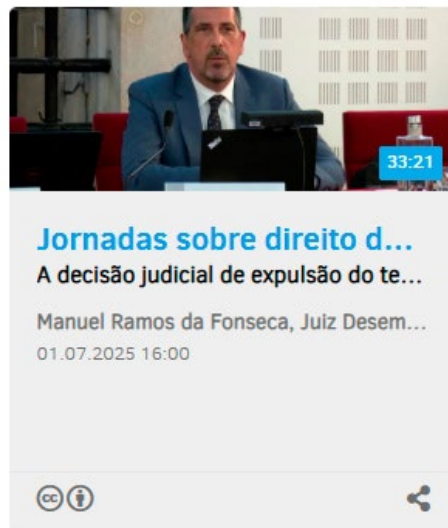 33:21
Jornadas sobre direito d...
A decisão judicial de expulsão do te...
Manuel Ramos da Fonseca, Juiz Desem...
01.07.2025 16:00
cc